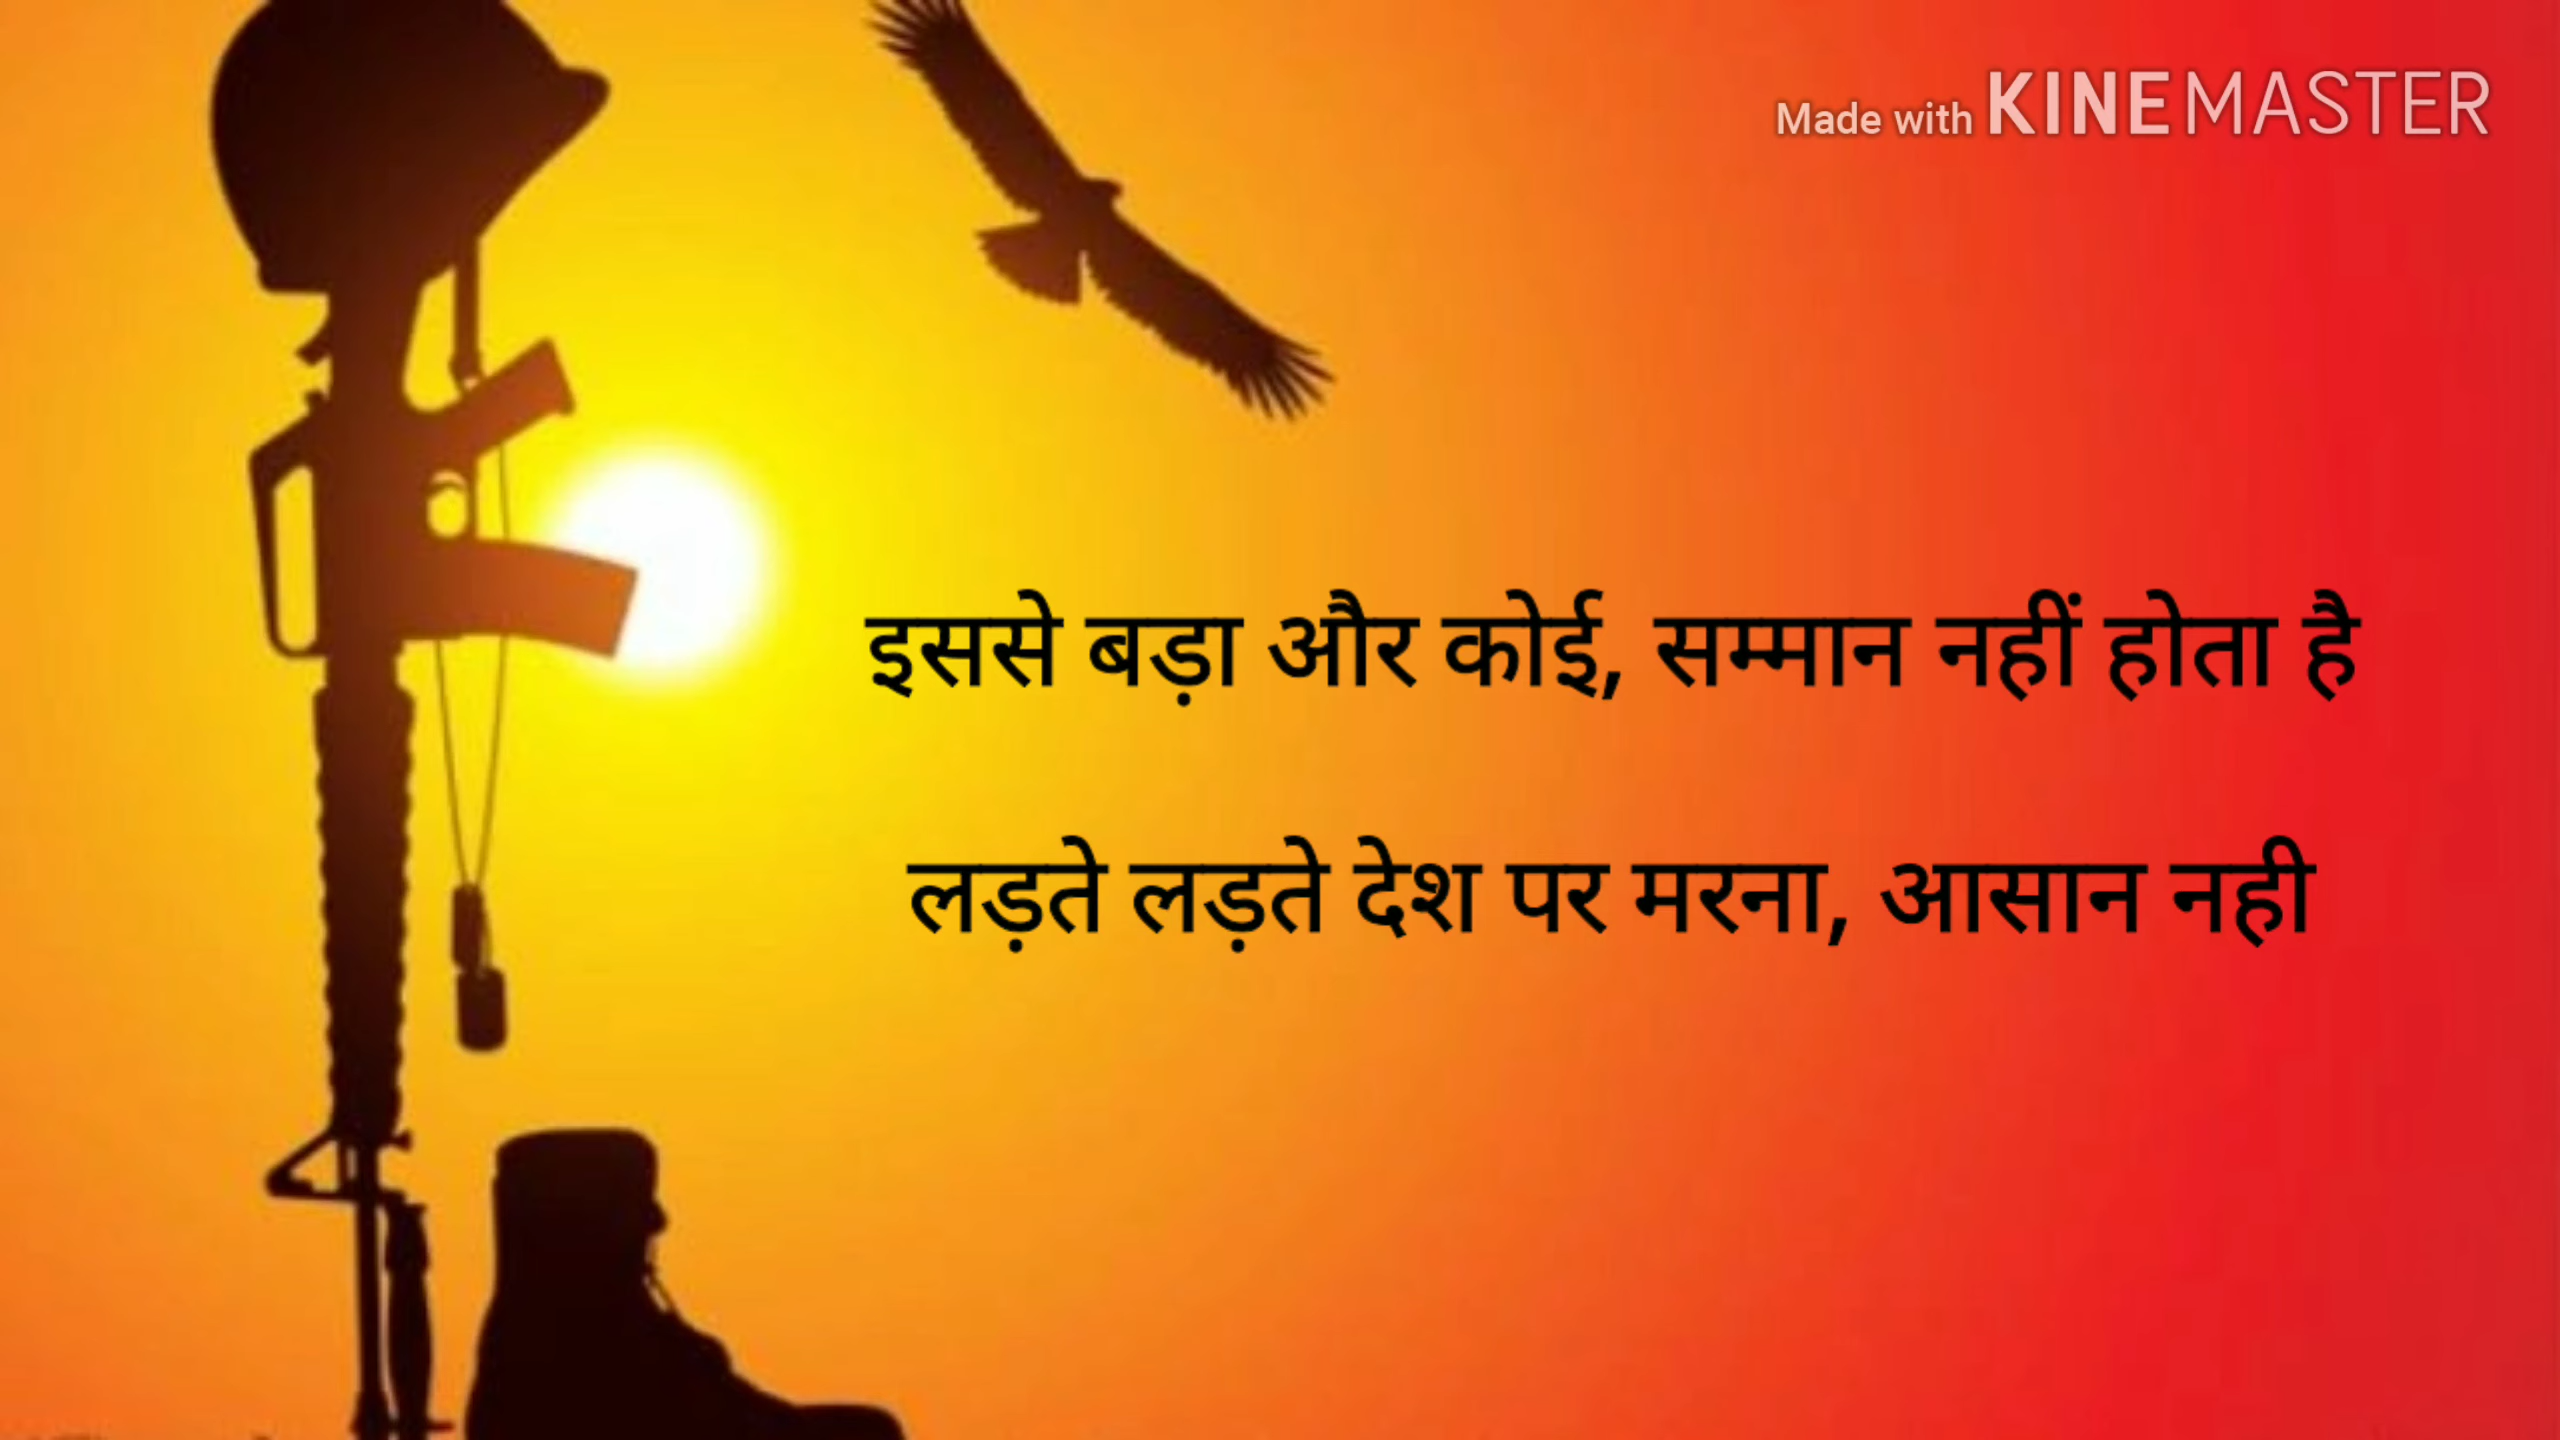 Made with KINEMASTER
इससे बड़ा और कोई, सम्मान नहीं होता है
लड़ते लड़ते देश पर मरना, आसान नही